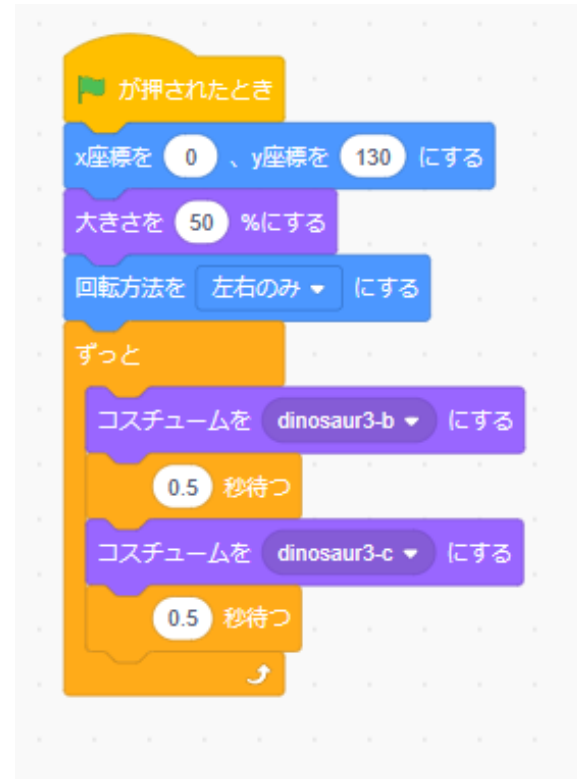 が押されたとき
x座標を 0 、y座標を 130 にする
大きさを 50 %にする
回転方法を 左右のみ にする
ずっと
コスチュームを dinosaur3-b にする
0.5 秒待つ
コスチュームを dinosaur3-c にする
0.5 秒待つ